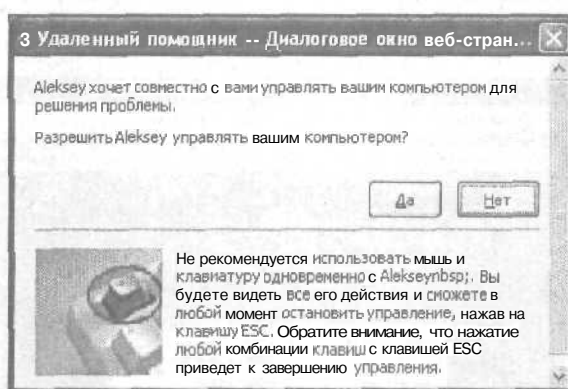 3 Удаленный помощник -- Диалоговое окно веб-стран...
Aleksey хочет совместно с вами управлять вашим компьютером для
решения проблемы.
Разрешить Aleksey управлять вашим компьютером?
Да
Нет
Не рекомендуется использовать мышь и
клавиатуру одновременно с Alekseynbsp;. Вы
будете видеть все его действия и сможете в
любой момент остановить управление, нажав на
клавишу ESC. Обратите внимание, что нажатие
любой комбинации клавиш с клавишей ESC
приведет к завершению управления.